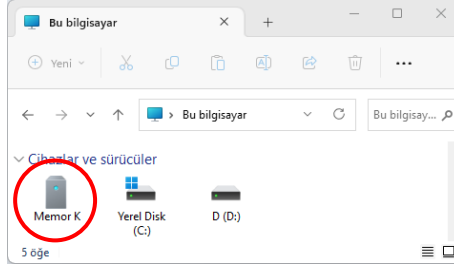 Bu bilgisayar
Yeni
Bu bilgisayar
Bu bilgisay...
Cihazlar ve sürücüler
Memor K
Yerel Disk
(C:)
D (D:)
5 öğe